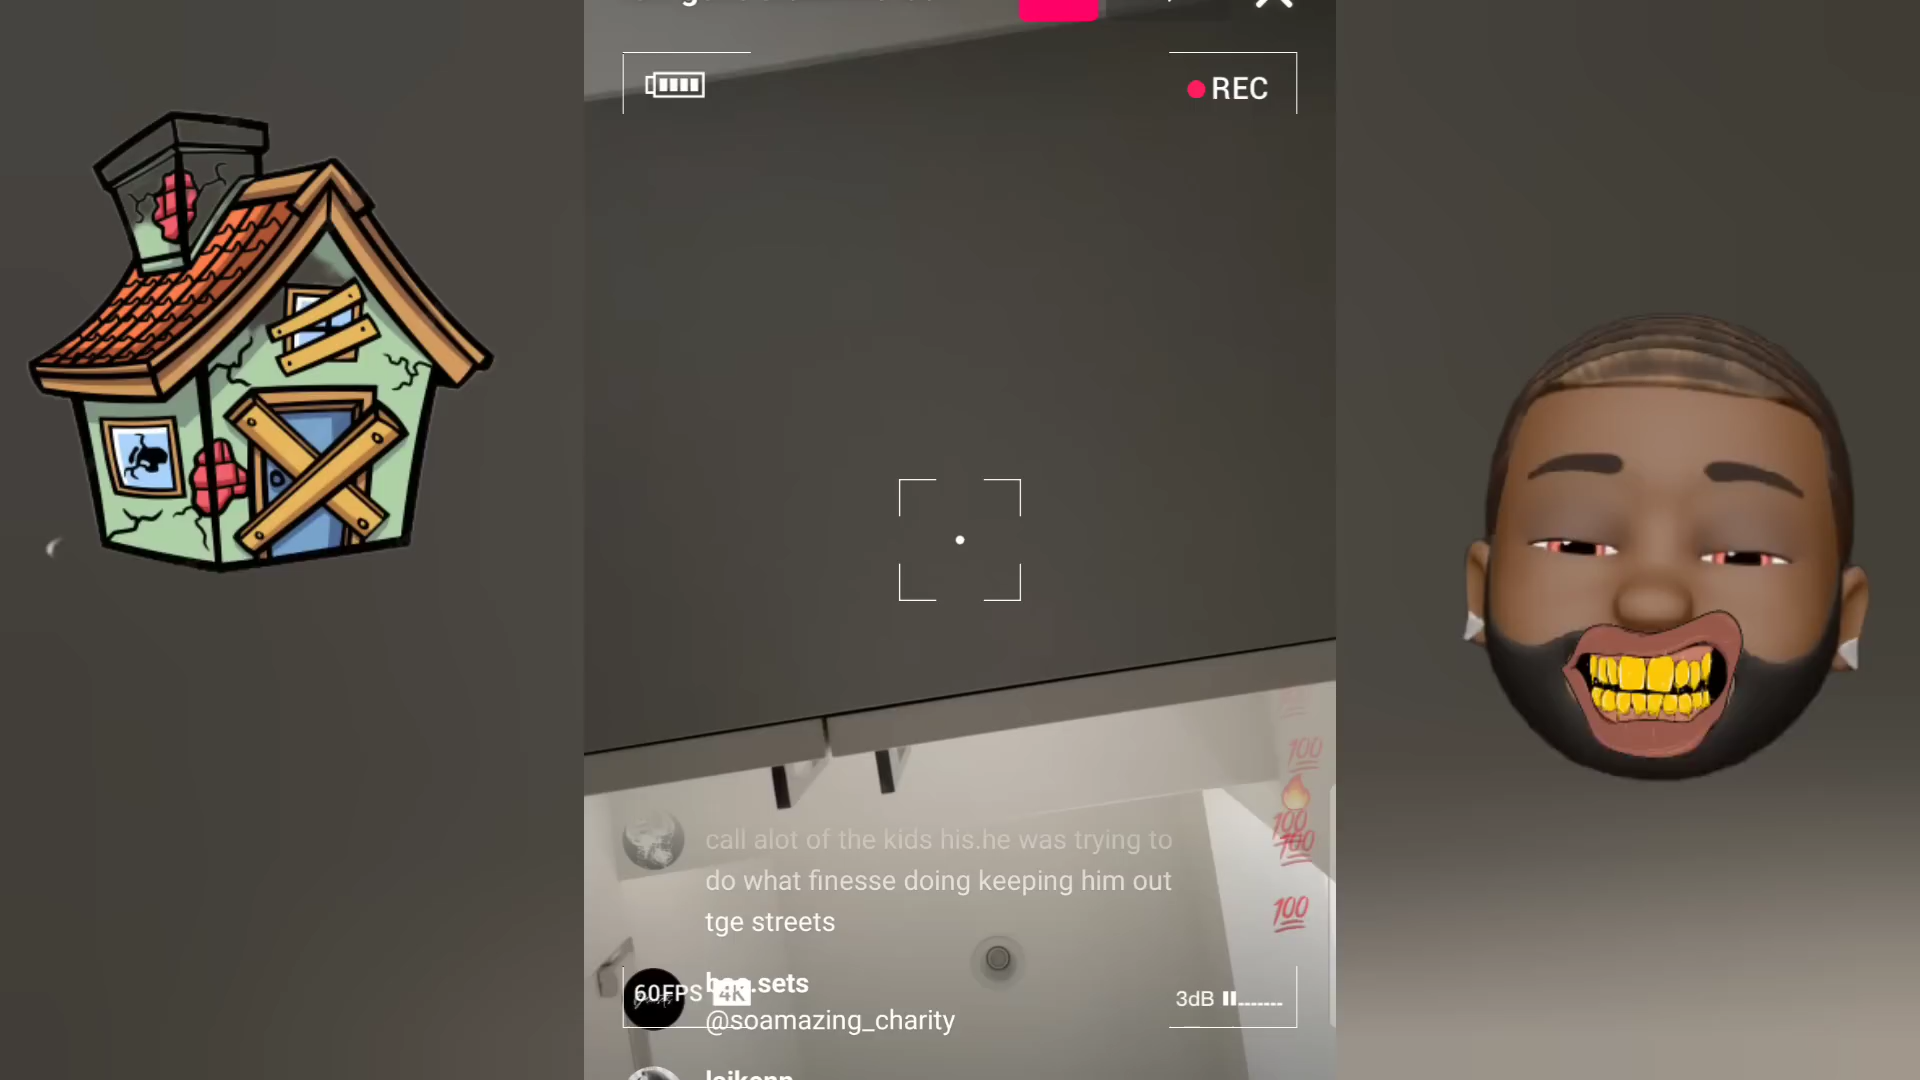 REC
100
100
100
100
call alot of the kids his.he was trying to
do what finesse doing keeping him out
tge streets
60FPS 4K
3dB
@soamazing_charity